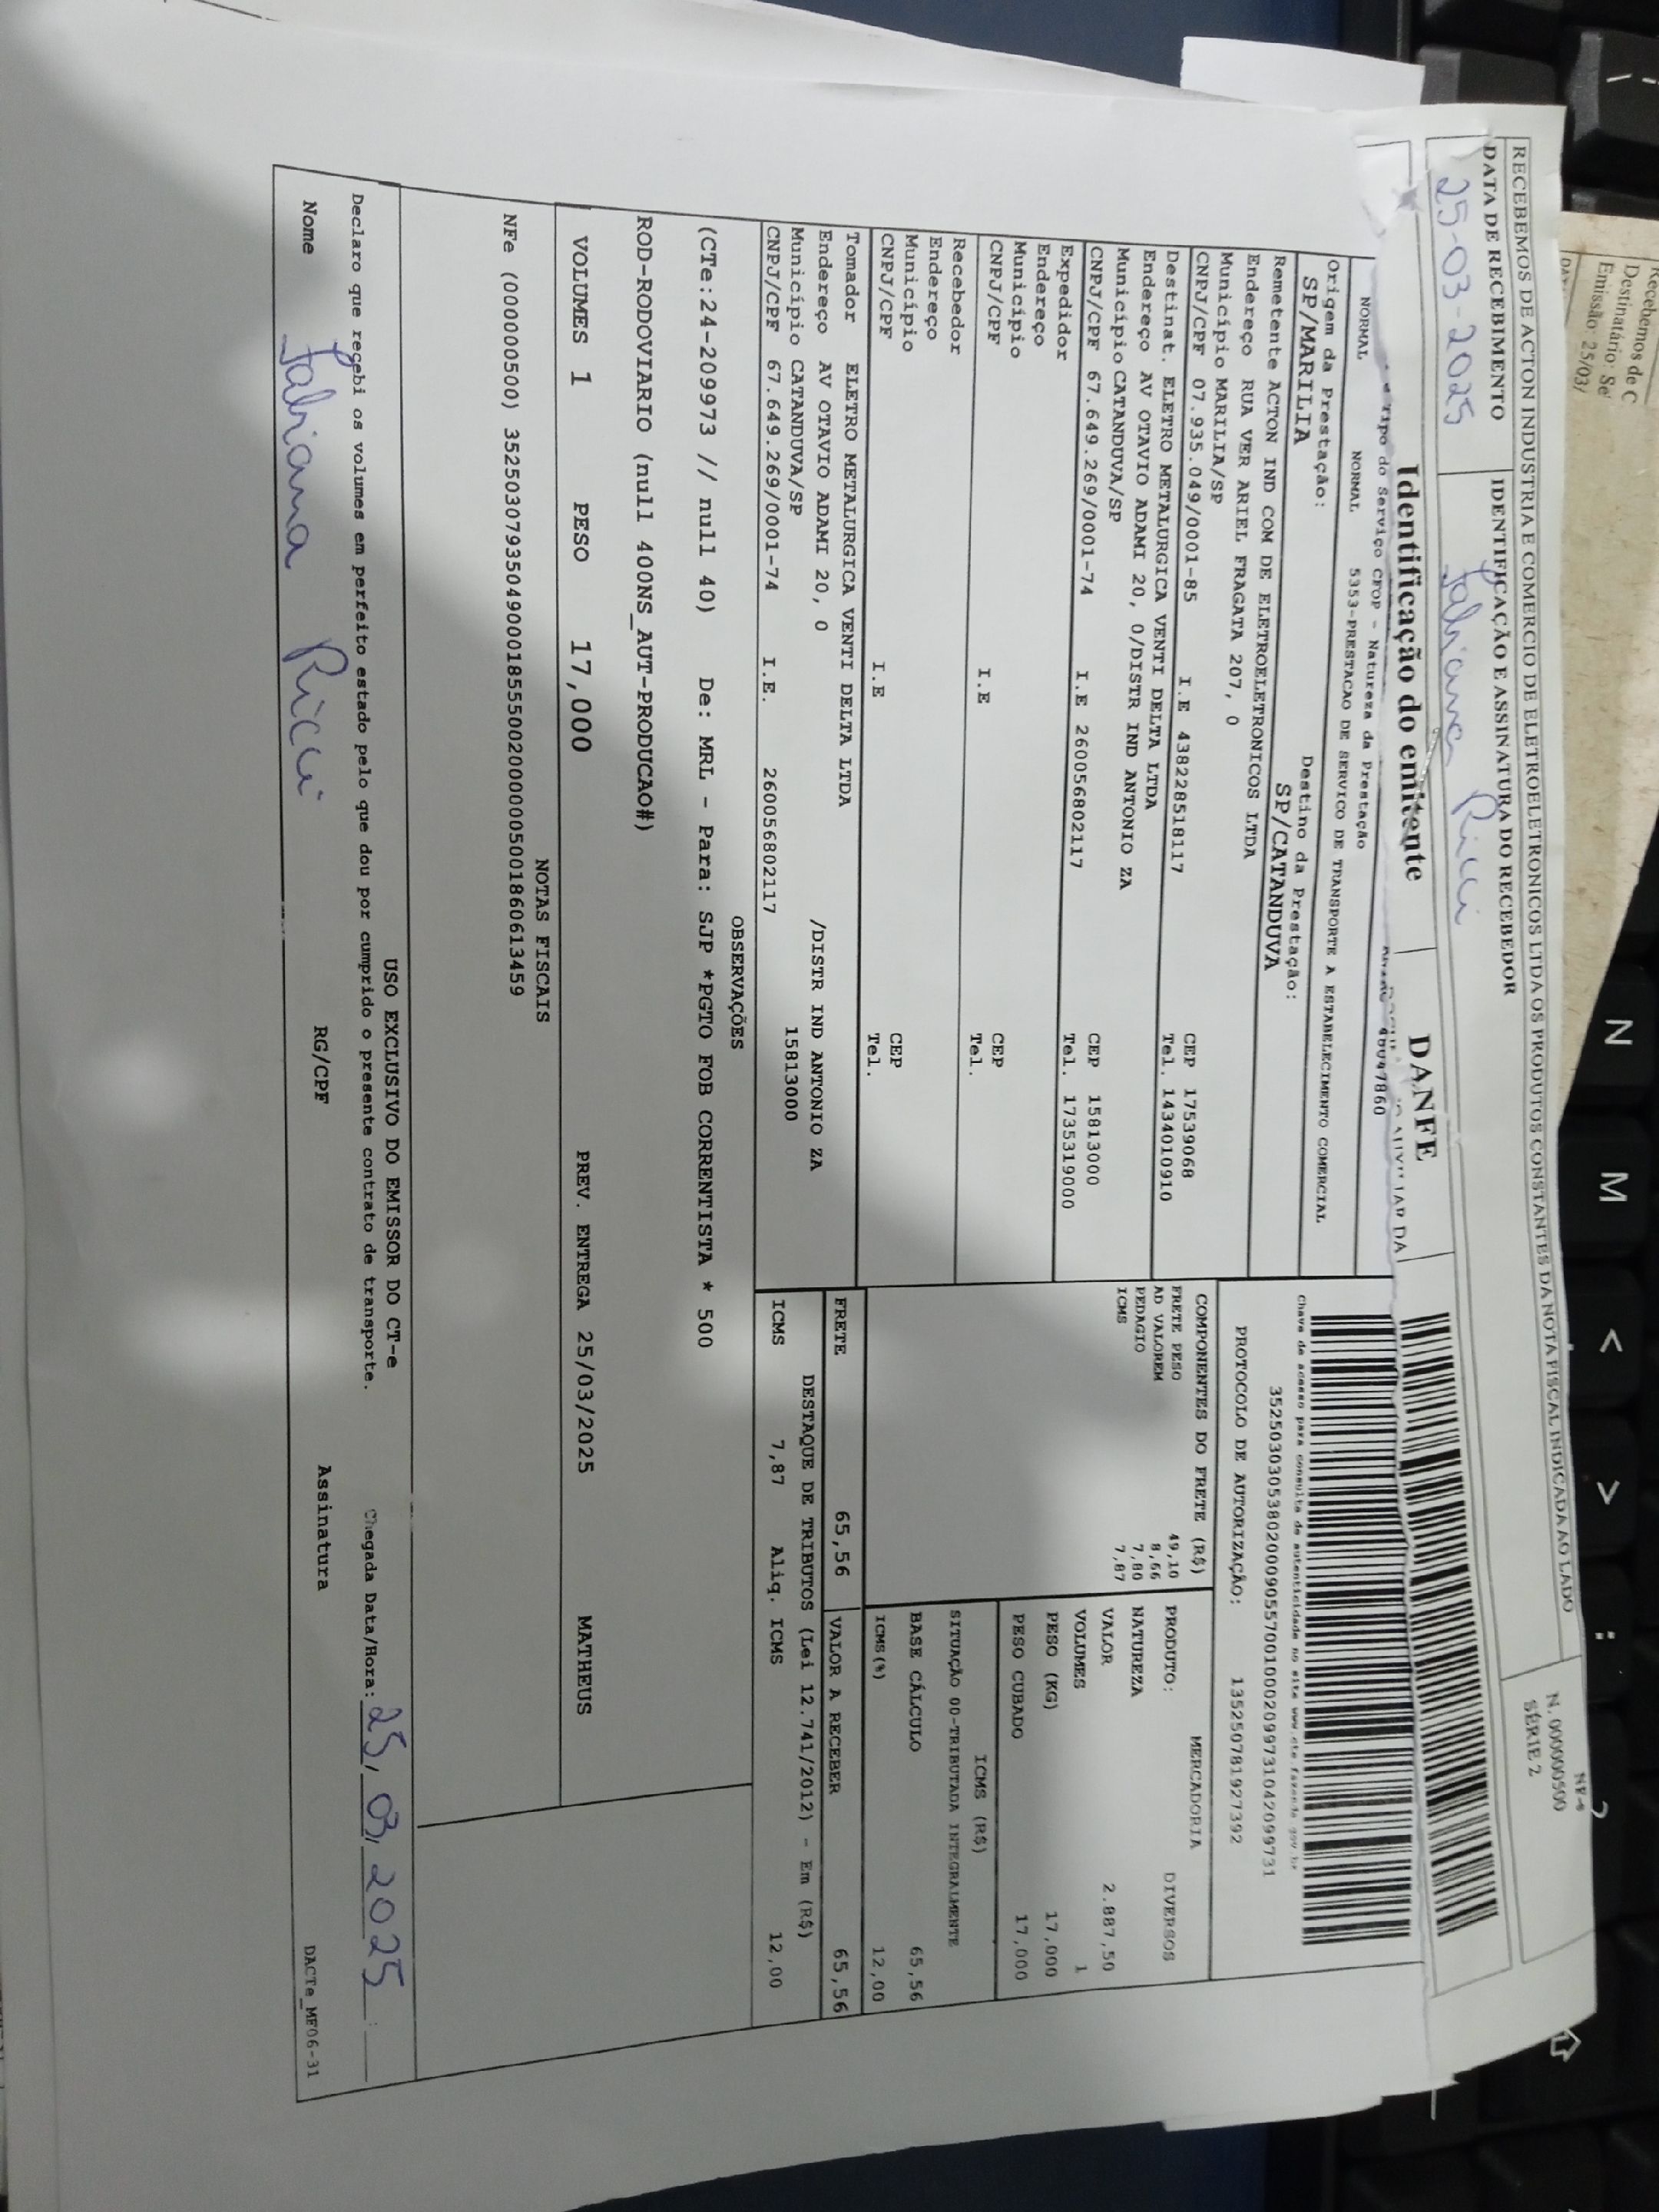 Recebemos de C
Destinatário: Se
Emissão: 25/03/
RECEBEMOS DE ACTON INDUSTRIA E COMERCIO DE ELETROELETRONICOS LTDA OS PRODUTOS CONSTANTES DA NOTA FISCAL INDICADA AO LADO
NF-e
N. 000000500
SÉRIE 2
DATA DE RECEBIMENTO
25-03-2025
IDENTIFICAÇÃO E ASSINATURA DO RECEBEDOR
Fabiana Ricci
Identificação do emitente
DANFE
Tipo do Serviço CFOP - Natureza da Prestação
NORMAL NORMAL 5353-PRESTACAO DE SERVICO DE TRANSPORTE A ESTABELECIMENTO COMERCIAL
Origem da Prestação: Destino da Prestação:
SP/MARILIA SP/CATANDUVA
Remetente ACTON IND COM DE ELETROELETRONICOS LTDA
Endereço RUA VER ARIEL FRAGATA 207, 0
Município MARILIA/SP CEP 17539068
CNPJ/CPF 07.935.049/0001-85 I.E 438228518117 Tel. 1434010910
Destinat. ELETRO METALURGICA VENTI DELTA LTDA
Endereço AV OTAVIO ADAMI 20, 0/DISTR IND ANTONIO ZA
Município CATANDUVA/SP CEP 15813000
CNPJ/CPF 67.649.269/0001-74 I.E 260056802117 Tel. 1735319000
Expedidor
Endereço
Município CEP
CNPJ/CPF I.E Tel.
Recebedor
Endereço
Município CEP
CNPJ/CPF I.E Tel.
Tomador ELETRO METALURGICA VENTI DELTA LTDA
Endereço AV OTAVIO ADAMI 20, 0 /DISTR IND ANTONIO ZA
Município CATANDUVA/SP 15813000
CNPJ/CPF 67.649.269/0001-74 I.E. 260056802117
Chave de acesso para consulta de autenticidade no site www.cte.fazenda.gov.br
35250303053802000905570010002099731042099731
PROTOCOLO DE AUTORIZAÇÃO: 135250781927392
COMPONENTES DO FRETE (R$)
FRETE PESO 49,10
AD VALOREM 8,66
PEDAGIO 7,80
ICMS 7,87
MERCADORIA
PRODUTO: DIVERSOS
NATUREZA
VALOR 2.887,50
VOLUMES 1
PESO (KG) 17,000
PESO CUBADO 17,000
ICMS (R$)
SITUAÇÃO 00-TRIBUTADA INTEGRALMENTE
BASE CÁLCULO 65,56
ICMS(%) 12,00
FRETE 65,56 VALOR A RECEBER 65,56
DESTAQUE DE TRIBUTOS (Lei 12.741/2012) - Em (R$)
ICMS 7,87 Aliq. ICMS 12,00
OBSERVAÇÕES
(CTe:24-209973 // null 40) De: MRL - Para: SJP *PGTO FOB CORRENTISTA * 500
ROD-RODOVIARIO (null 400NS_AUT-PRODUCAO#)
VOLUMES 1 PESO 17,000 PREV. ENTREGA 25/03/2025 MATHEUS
NOTAS FISCAIS
NFe (000000500) 35250307935049000185550020000005001860613459
USO EXCLUSIVO DO EMISSOR DO CT-e
Declaro que recebi os volumes em perfeito estado pelo que dou por cumprido o presente contrato de transporte. Chegada Data/Hora: 25/03/2025 :
Nome Fabiana Ricci RG/CPF Assinatura
DACTe_MF06-31
N M < > :